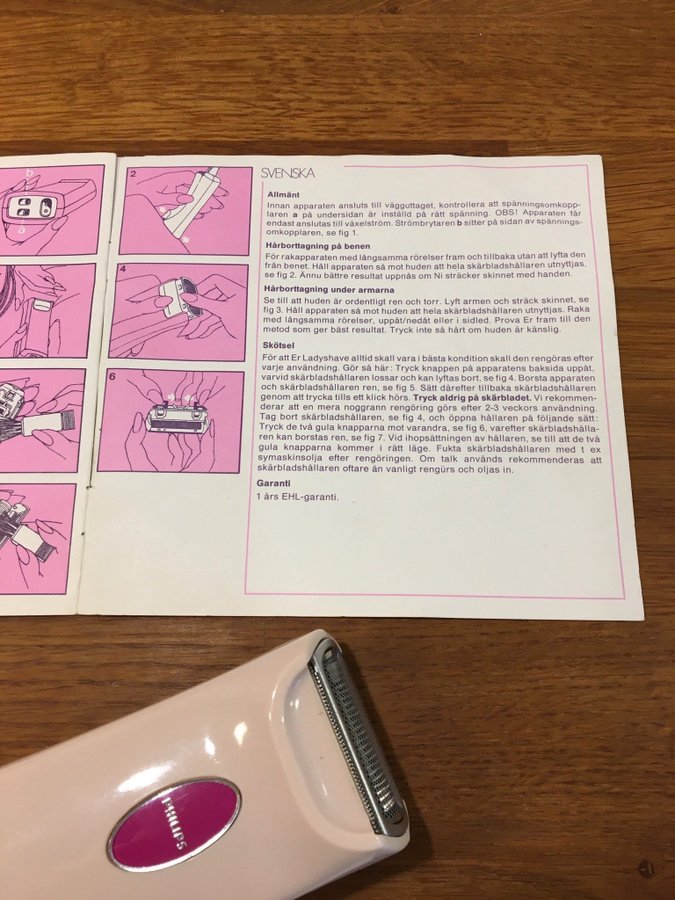 b
a
2
4
6
SVENSKA
Allmänt
Innan apparaten ansluts till vägguttaget, kontrollera att spänningsomkopp-
laren a på undersidan är inställd på rätt spänning. OBS! Apparaten får
endast anslutas till växelström. Strömbrytaren b sitter på sidan av spännings-
omkopplaren, se fig 1.
Hårborttagning på benen
För rakapparaten med långsamma rörelser fram och tillbaka utan att lyfta den
från benet. Håll apparaten så mot huden att hela skärbladshållaren utnyttjas,
se fig 2. Ännu bättre resultat uppnås om Ni sträcker skinnet med handen.
Hårborttagning under armarna
Se till att huden är ordentligt ren och torr. Lyft armen och sträck skinnet, se
fig 3. Håll apparaten så mot huden att hela skärbladshållaren utnyttjas. Raka
med långsamma rörelser, uppåt/nedåt eller i sidled. Prova Er fram till den
metod som ger bäst resultat. Tryck inte så hårt om huden är känslig.
Skötsel
För att Er Ladyshave alltid skall vara i bästa kondition skall den rengöras efter
varje användning. Gör så här: Tryck knappen på apparatens baksida uppåt,
varvid skärbladshållaren lossar och kan lyftas bort, se fig 4. Borsta apparaten
och skärbladshållaren ren, se fig 5. Sätt därefter tillbaka skärbladshållaren
genom att trycka tills ett klick hörs. Tryck aldrig på skärbladet. Vi rekommen-
derar att en mera noggrann rengöring görs efter 2-3 veckors användning.
Tag bort skärbladshållaren, se fig 4, och öppna hållaren på följande sätt:
Tryck de två gula knapparna mot varandra, se fig 6, varefter skärbladshålla-
ren kan borstas ren, se fig 7. Vid ihopsättningen av hållaren, se till att de två
gula knapparna kommer i rätt läge. Fukta skärbladshållaren med t ex
symaskinsolja efter rengöringen. Om talk används rekommenderas att
skärbladshållaren oftare än vanligt rengürs och oljas in.
Garanti
1 års EHL-garanti.
PHILIPS